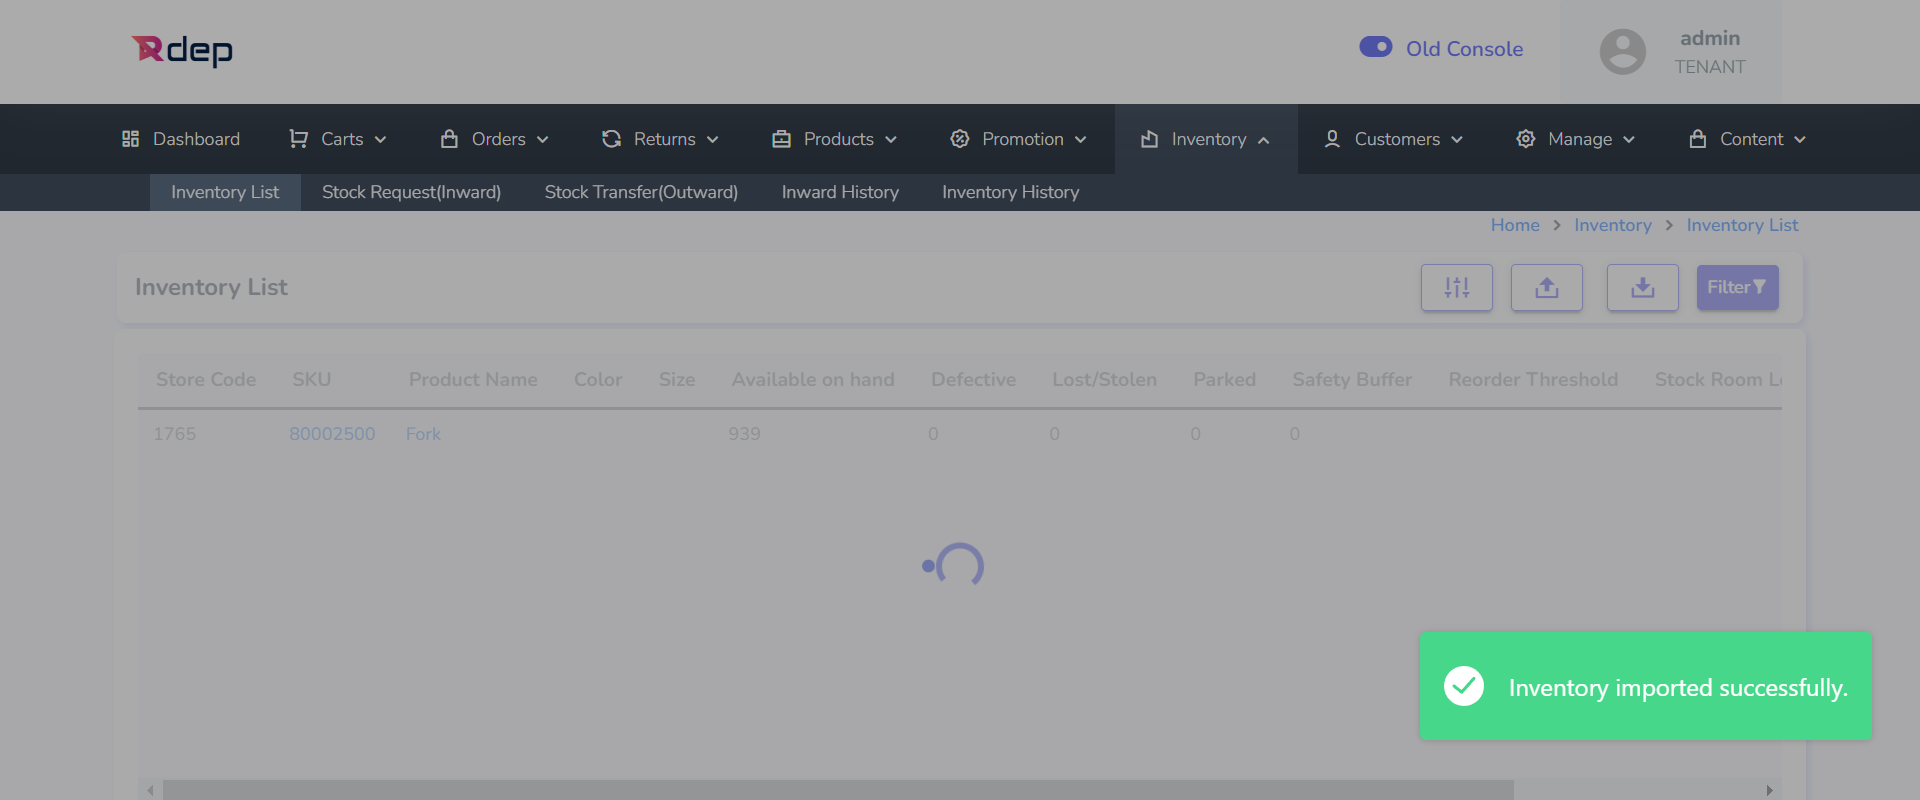 Rdep
Old Console
admin
TENANT
Dashboard Carts Orders Returns Products Promotion Inventory Customers Manage Content
Inventory List Stock Request(Inward) Stock Transfer(Outward) Inward History Inventory History
Home > Inventory > Inventory List
Inventory List
Filter
Store Code SKU Product Name Color Size Available on hand Defective Lost/Stolen Parked Safety Buffer Reorder Threshold Stock Room
1765 80002500 Fork 939 0 0 0 0
Inventory imported successfully.